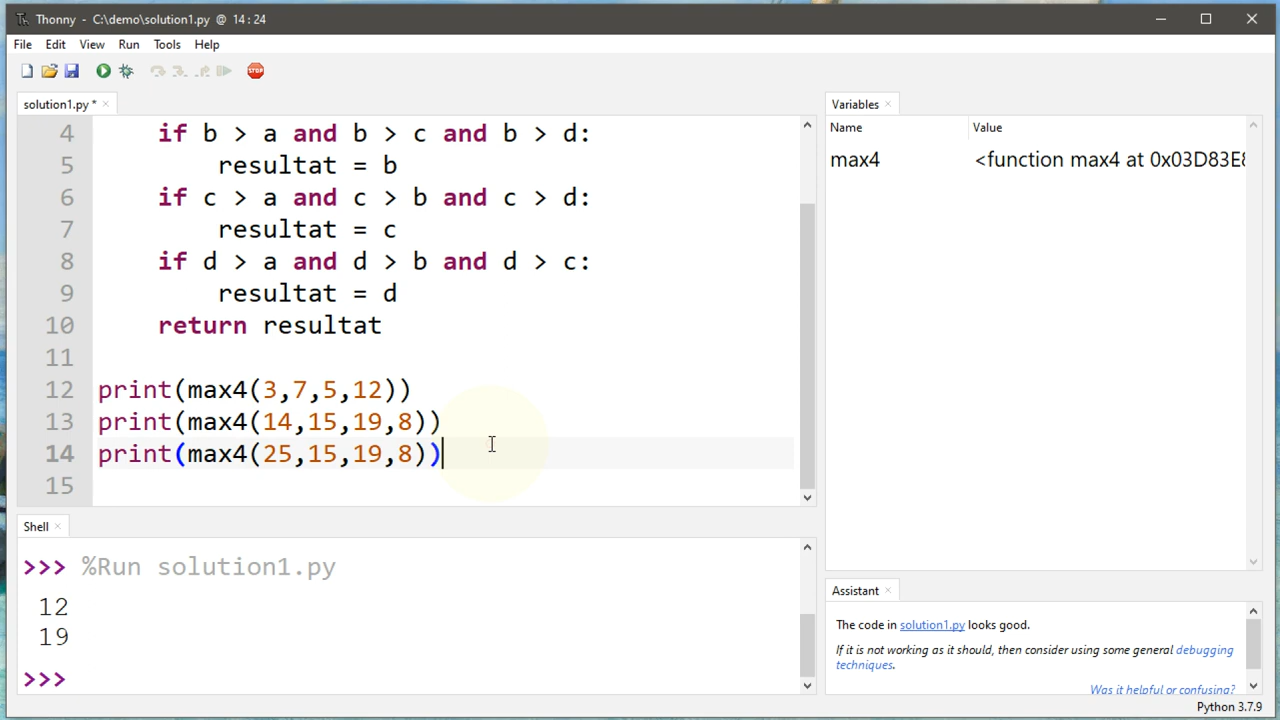 Thonny - C:\demo\solution1.py @ 14:24
File Edit View Run Tools Help
STOP
solution1.py * ×
4 if b > a and b > c and b > d:
5 resultat = b
6 if c > a and c > b and c > d:
7 resultat = c
8 if d > a and d > b and d > c:
9 resultat = d
10 return resultat
11
12 print(max4(3,7,5,12))
13 print(max4(14,15,19,8))
14 print(max4(25,15,19,8))
15
Shell ×
>>> %Run solution1.py
12
19
>>>
Variables ×
Name Value
max4 <function max4 at 0x03D83E8
Assistant ×
The code in solution1.py looks good.
If it is not working as it should, then consider using some general debugging
techniques.
Was it helpful or confusing?
Python 3.7.9